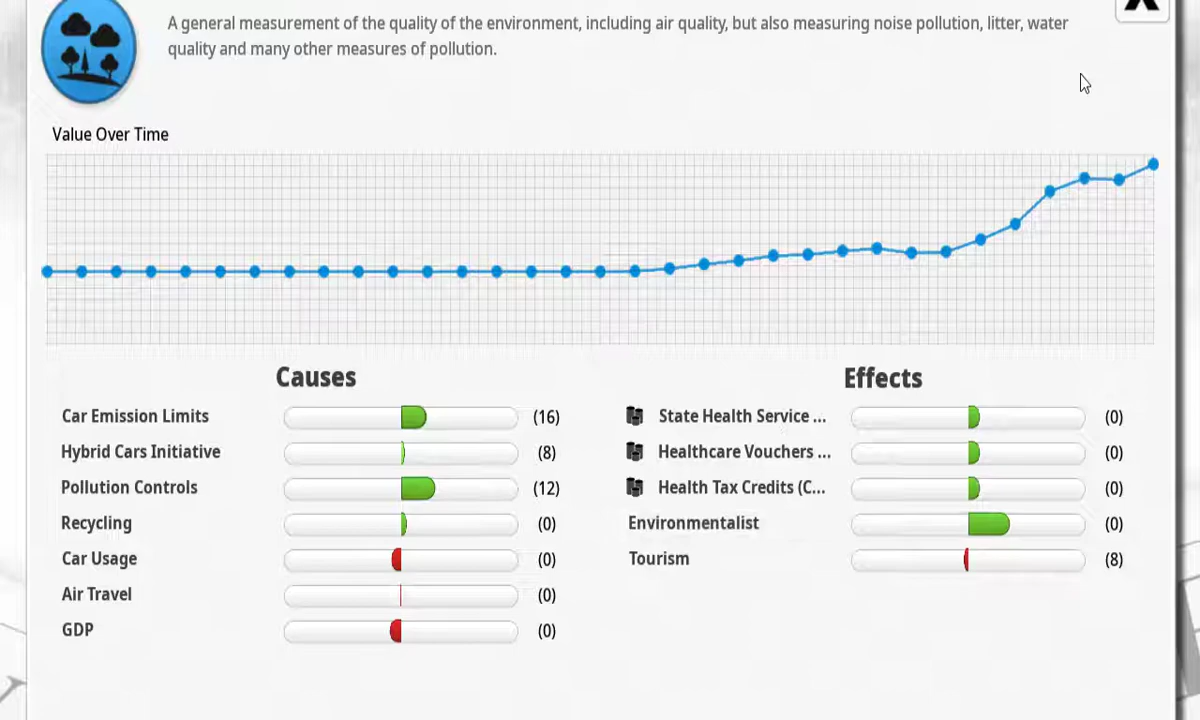 A general measurement of the quality of the environment, including air quality, but also measuring noise pollution, litter, water
quality and many other measures of pollution.
Value Over Time
Causes
Car Emission Limits (16)
Hybrid Cars Initiative (8)
Pollution Controls (12)
Recycling (0)
Car Usage (0)
Air Travel (0)
GDP (0)
Effects
State Health Service ... (0)
Healthcare Vouchers ... (0)
Health Tax Credits (C... (0)
Environmentalist (0)
Tourism (8)